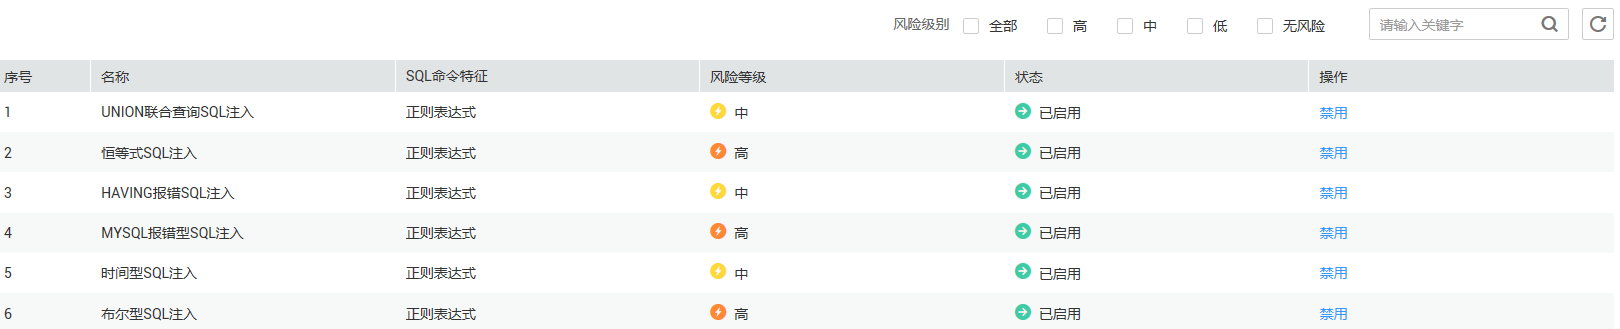 风险级别 全部 高 中 低 无风险 请输入关键字
序号 名称 SQL命令特征 风险等级 状态 操作
1 UNION联合查询SQL注入 正则表达式 中 已启用 禁用
2 恒等式SQL注入 正则表达式 高 已启用 禁用
3 HAVING报错SQL注入 正则表达式 中 已启用 禁用
4 MYSQL报错型SQL注入 正则表达式 高 已启用 禁用
5 时间型SQL注入 正则表达式 中 已启用 禁用
6 布尔型SQL注入 正则表达式 高 已启用 禁用